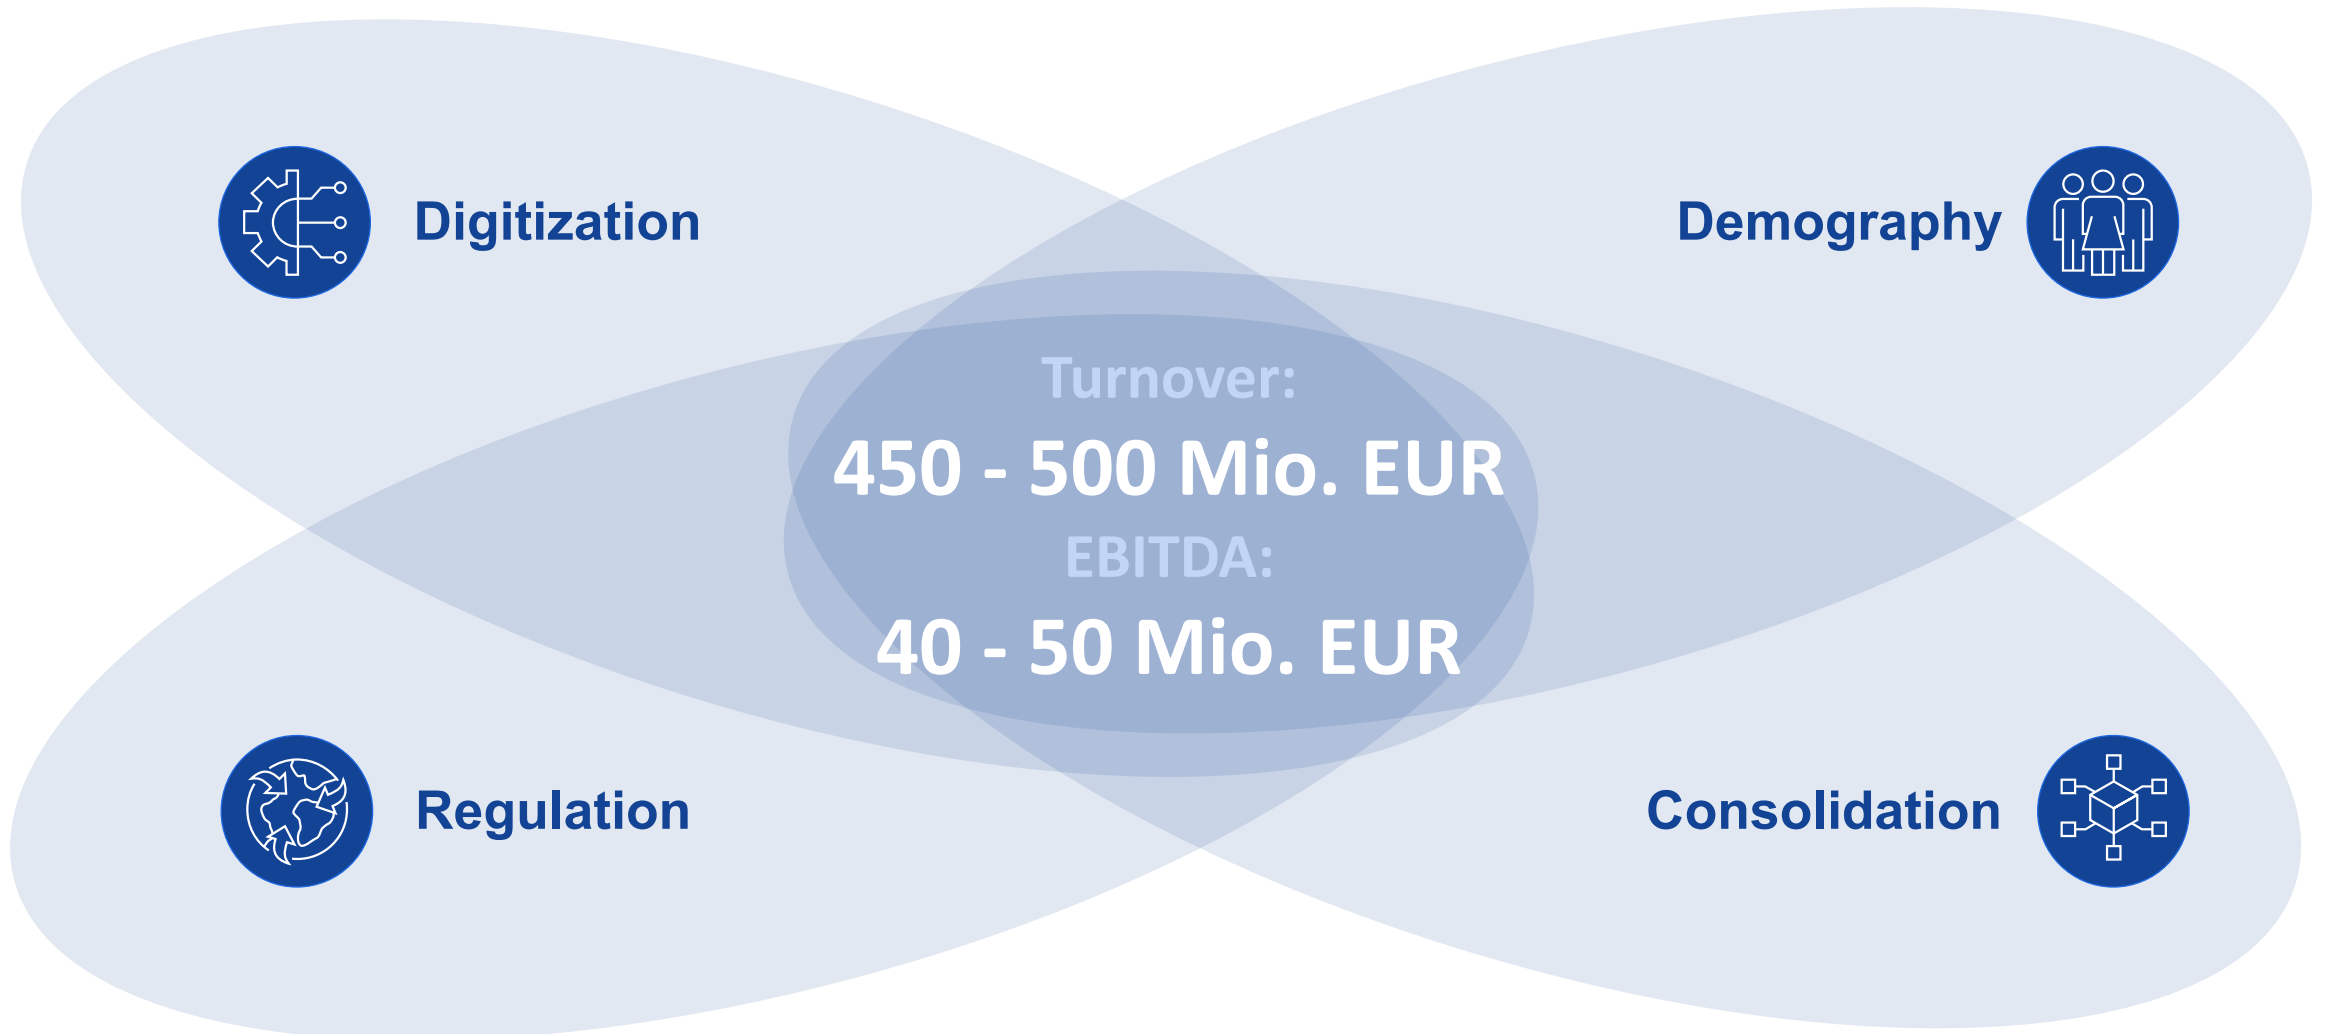 Digitization
Demography
Turnover:
450 - 500 Mio. EUR
EBITDA:
40 - 50 Mio. EUR
Regulation
Consolidation